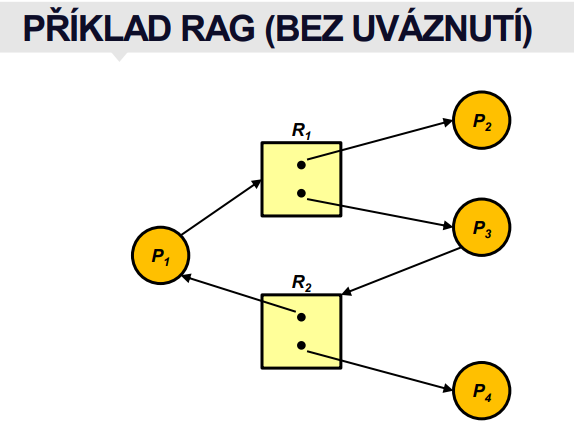 PŘÍKLAD RAG (BEZ UVÁZNUTÍ)
R1
P2
P3
P1
R2
P4